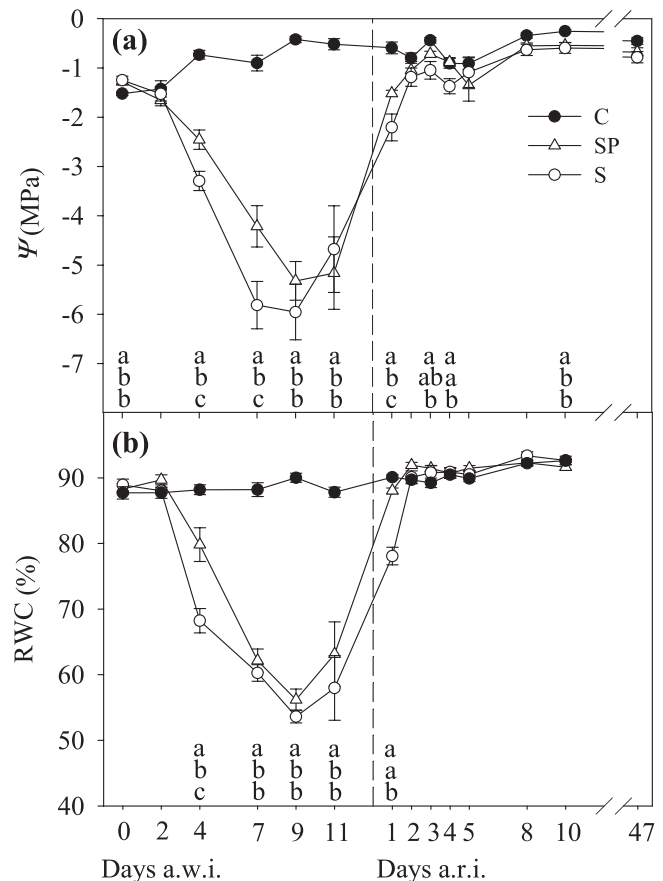 0
(a)
-1
-2
C
SP
-3
S
Ψ (MPa)
-4
-5
-6
-7
a a a a a a a a a
b b b b b b ab a b
b c c b b c b b b
(b)
90
80
RWC (%)
70
60
50
a a a a a
b b b b a
c b b b b
40
0 2 4 7 9 11 1 2 3 4 5 8 10 47
Days a.w.i. Days a.r.i.